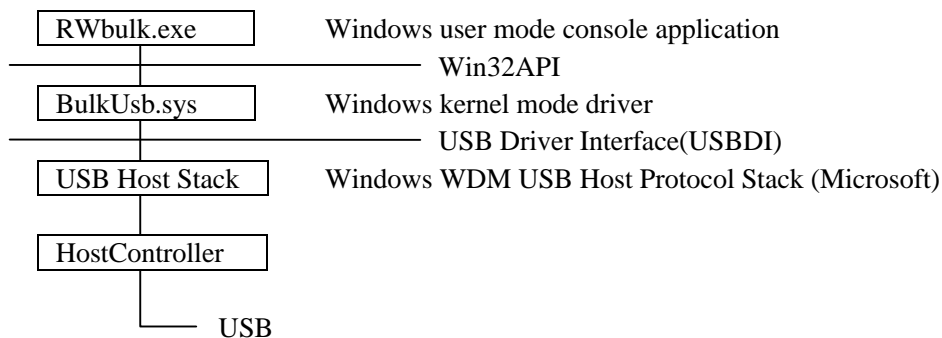 RWbulk.exe Windows user mode console application
Win32API
BulkUsb.sys Windows kernel mode driver
USB Driver Interface(USBDI)
USB Host Stack Windows WDM USB Host Protocol Stack (Microsoft)
HostController
USB